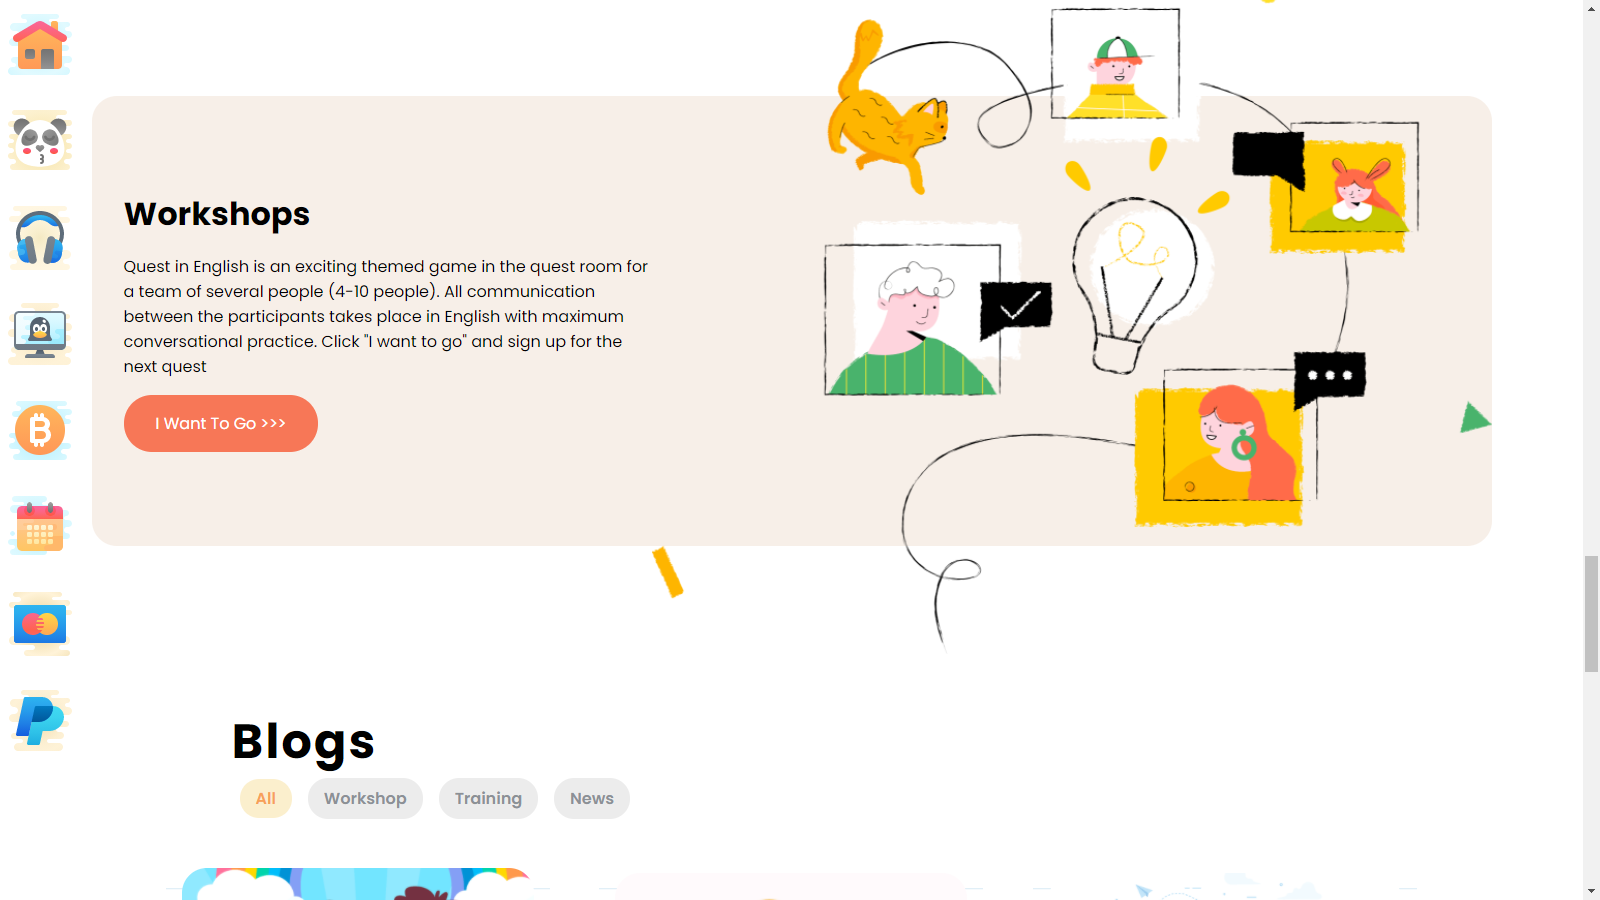 Workshops
Quest in English is an exciting themed game in the quest room for
a team of several people (4-10 people). All communication
between the participants takes place in English with maximum
conversational practice. Click "I want to go" and sign up for the
next quest
I Want To Go >>>
Blogs
All
Workshop
Training
News